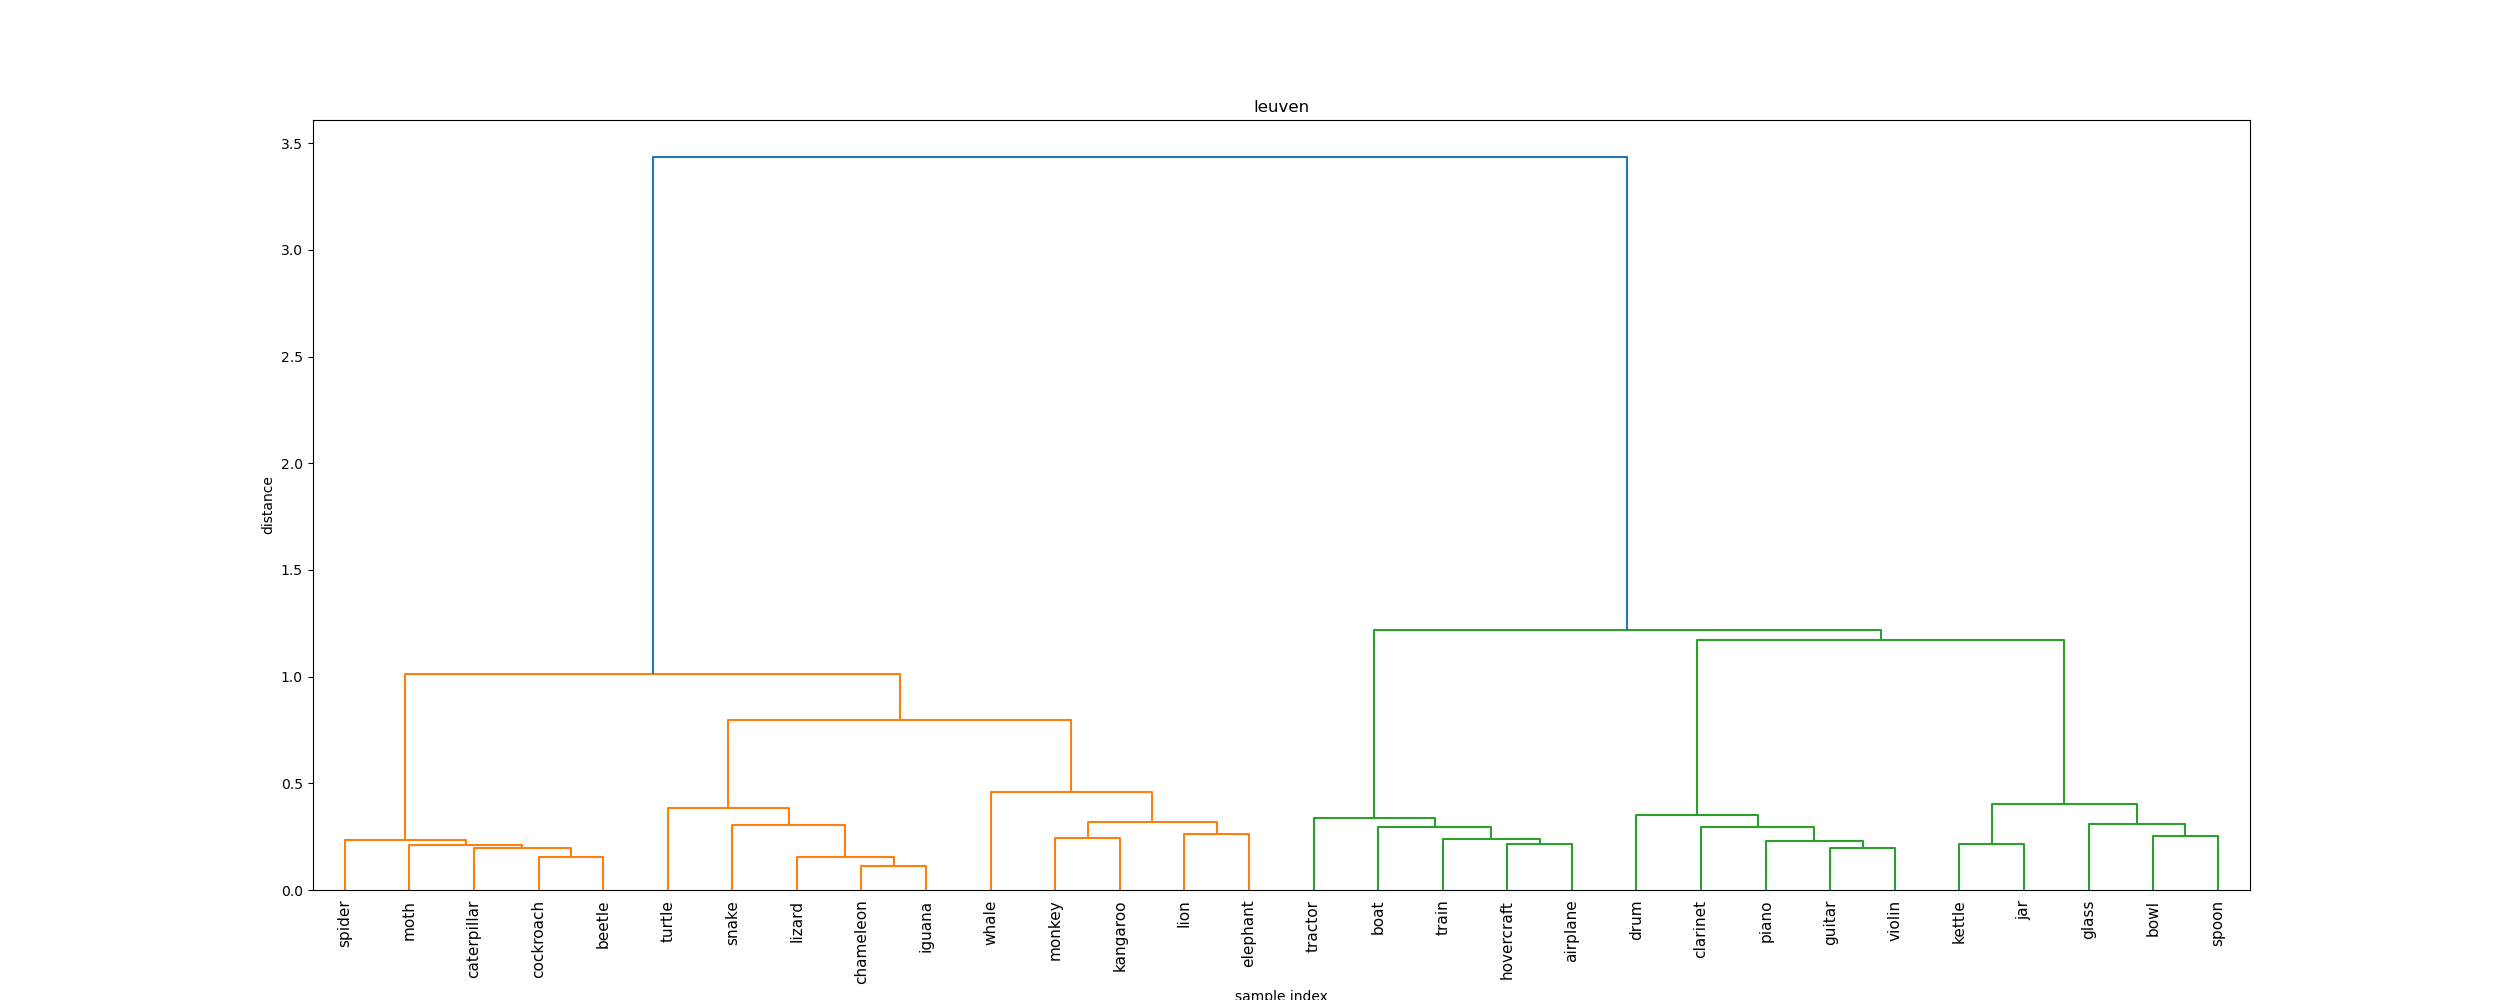 leuven
3.5
3.0
2.5
2.0
1.5
1.0
0.5
0.0
distance
spider
moth
caterpillar
cockroach
beetle
turtle
snake
lizard
chameleon
iguana
whale
monkey
kangaroo
lion
elephant
tractor
boat
train
hovercraft
airplane
drum
clarinet
piano
guitar
violin
kettle
jar
glass
bowl
spoon
sample index